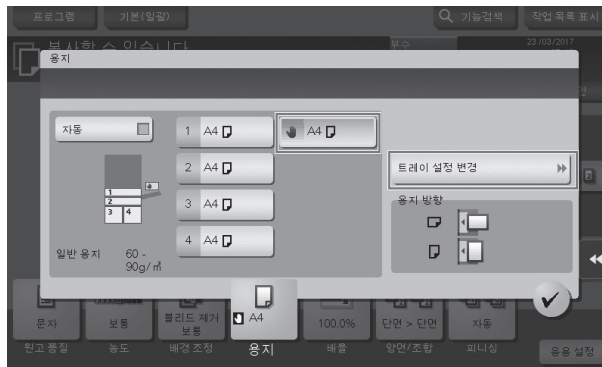 프로그램
기본(일괄)
기능검색
작업 목록 표시
복사할 수 있습니다
부수
23/03/2017
용지
자동
1 A4
A4
2 A4
트레이 설정 변경
3 A4
용지 방향
1
2
3 4
4 A4
일반 용지
60 -
90g/㎡
문자
보통
블리드 제거
보통
A4
100.0%
단면 > 단면
자동
원고 품질
농도
배경 조정
용지
배율
양면/조합
피니싱
응용 설정